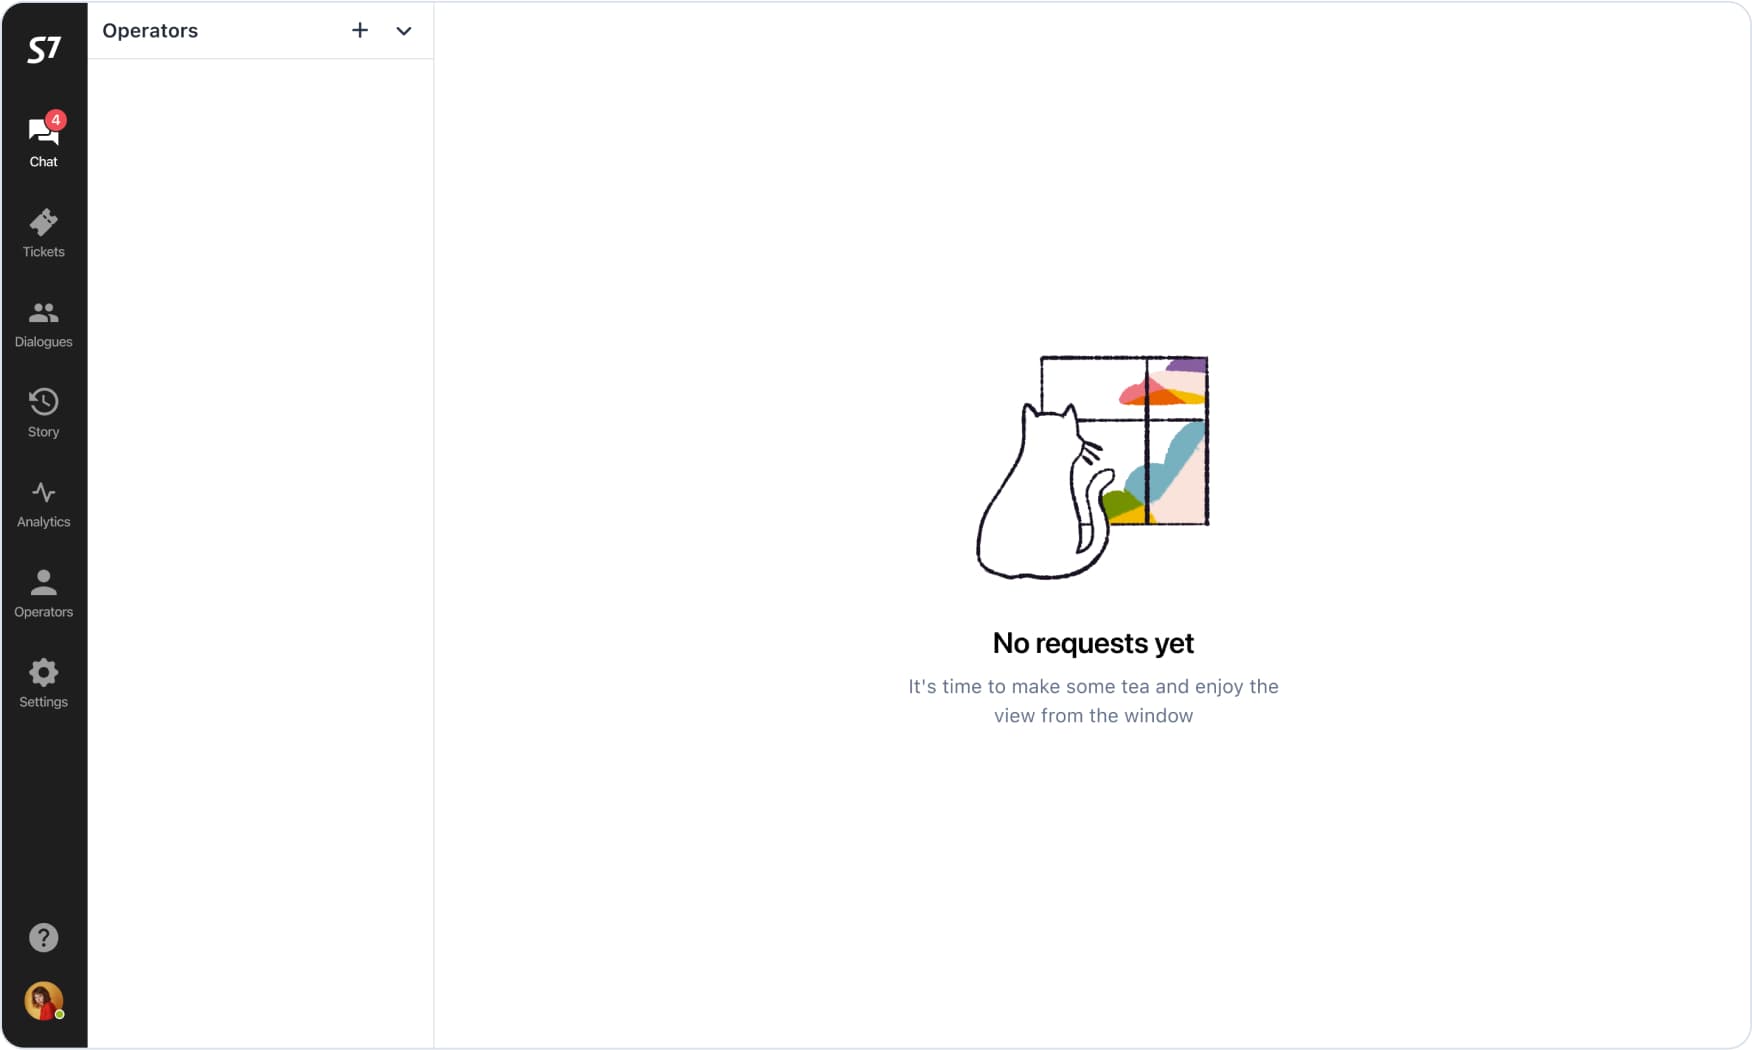 S7
Operators
4
Chat
Tickets
Dialogues
Story
Analytics
Operators
Settings
?
No requests yet
It's time to make some tea and enjoy the
view from the window